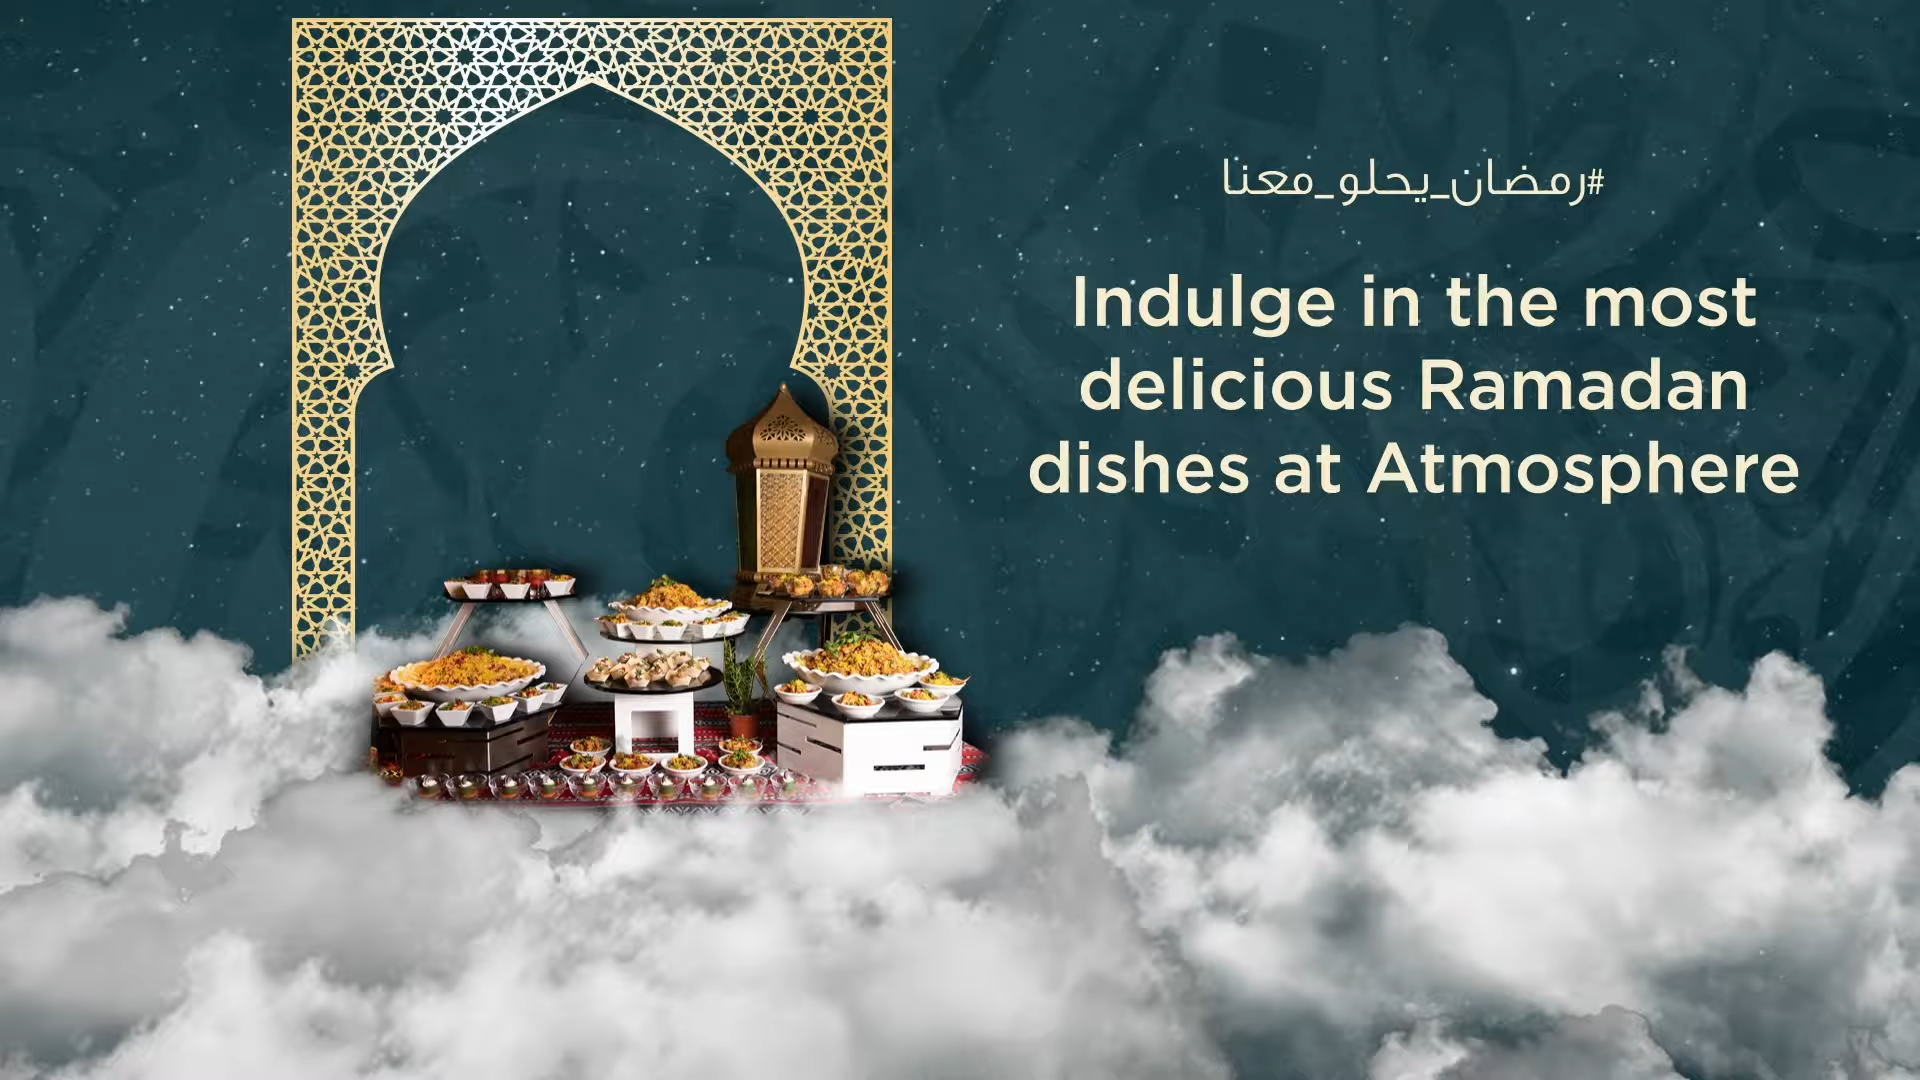 #رمضان_يحلو_معنا
Indulge in the most
delicious Ramadan
dishes at Atmosphere